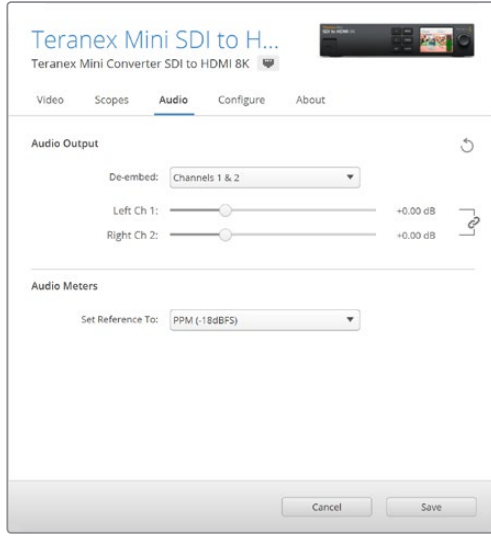 Teranex Mini SDI to H...
Teranex Mini Converter SDI to HDMI 8K
Video Scopes Audio Configure About
Audio Output
De-embed: Channels 1 & 2
Left Ch 1: +0.00 dB
Right Ch 2: +0.00 dB
Audio Meters
Set Reference To: PPM (-18dBFS)
Cancel Save